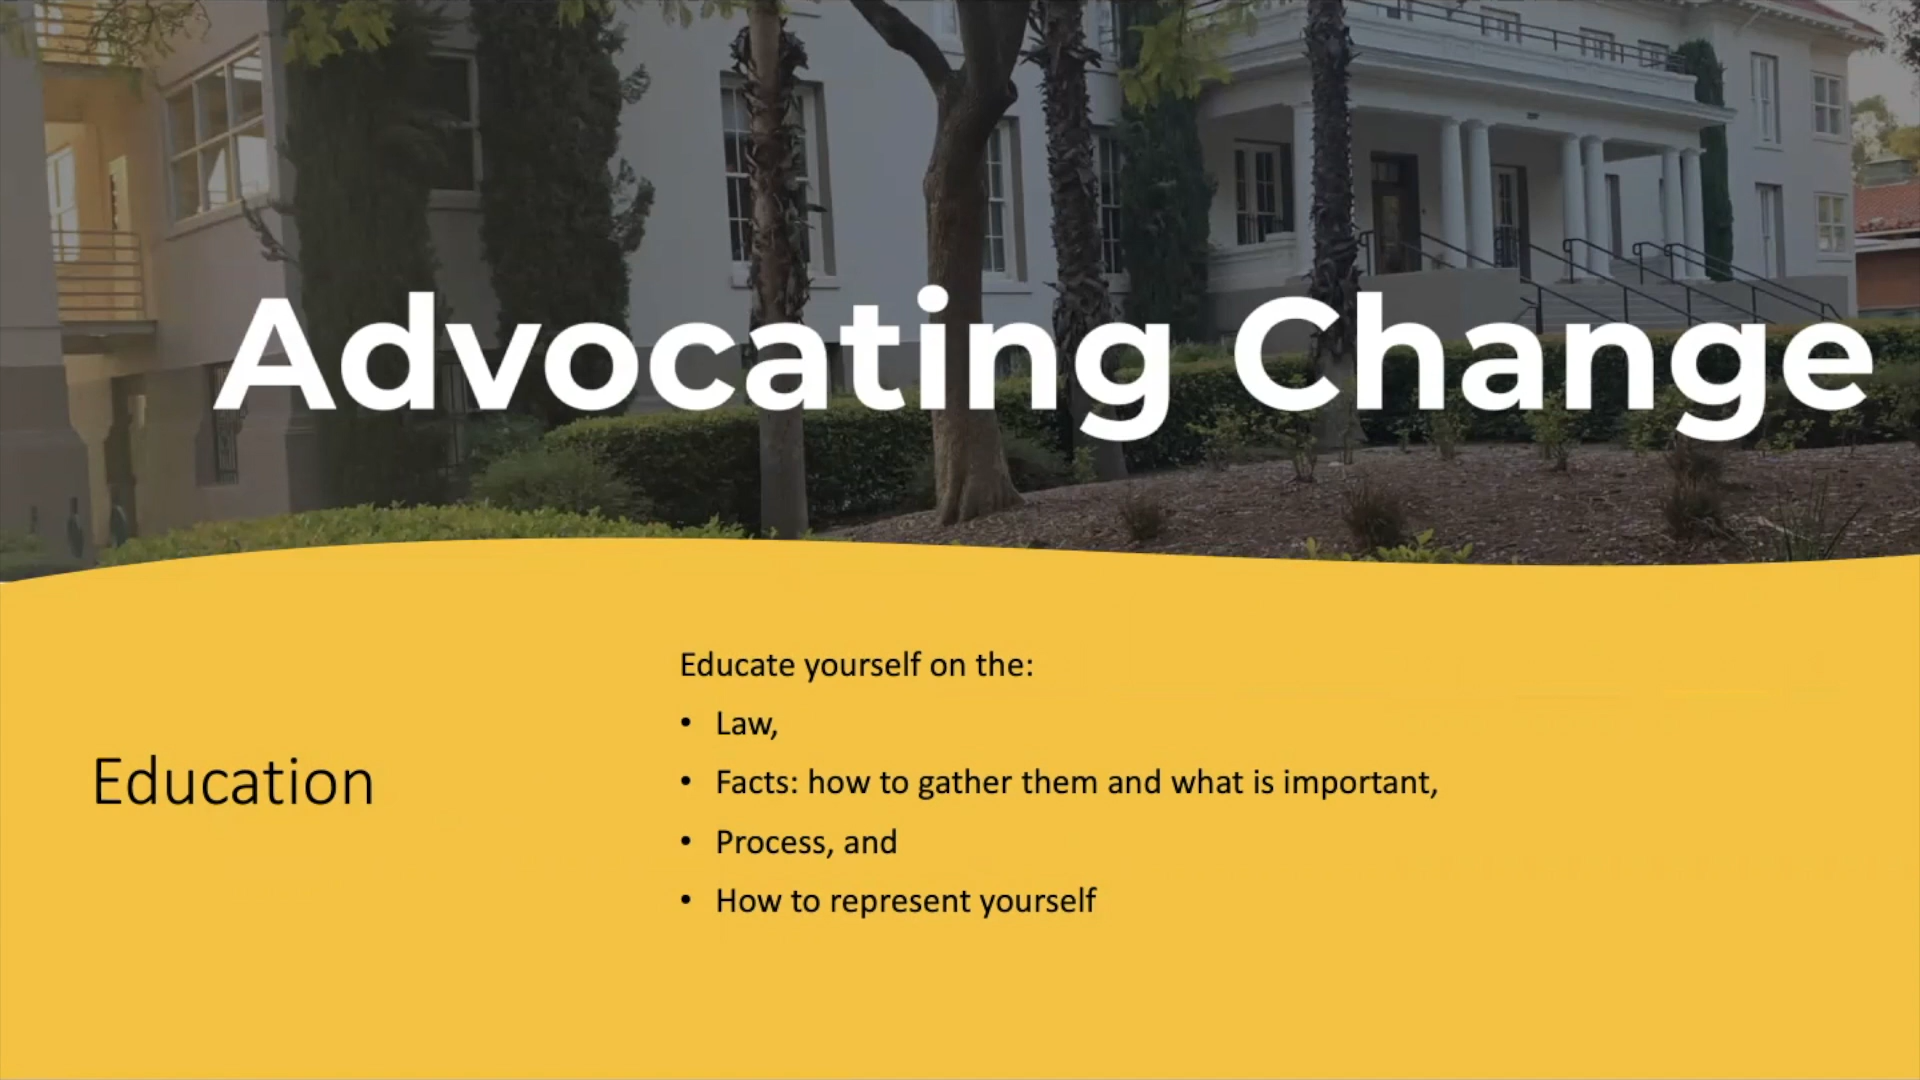 Advocating Change
Education
Educate yourself on the:
• Law,
• Facts: how to gather them and what is important,
• Process, and
• How to represent yourself